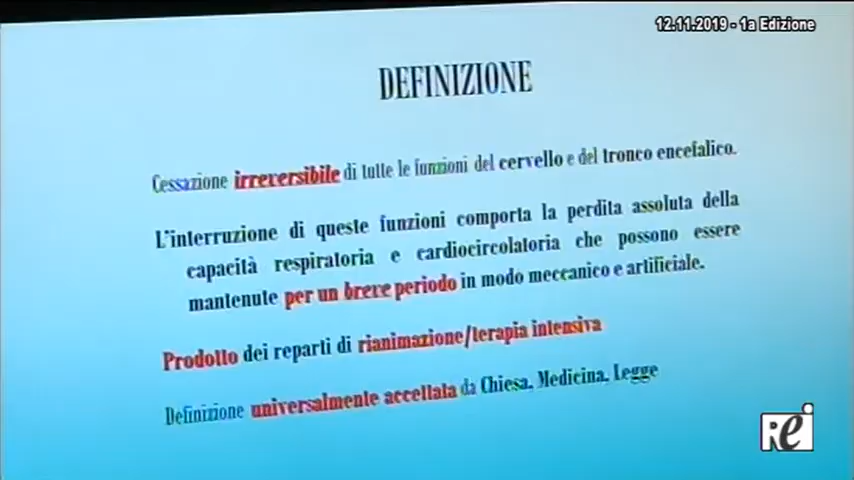 12.11.2019 - 1a Edizione
DEFINIZIONE
Cessazione irreversibile di tutte le funzioni del cervello e del tronco encefalico.
L'interruzione di queste funzioni comporta la perdita assoluta della
capacità respiratoria e cardiocircolatoria che possono essere
mantenute per un breve periodo in modo meccanico e artificiale.
Prodotto dei reparti di rianimazione/terapia intensiva
Definizione universalmente accettata da Chiesa, Medicina, Legge
Rei